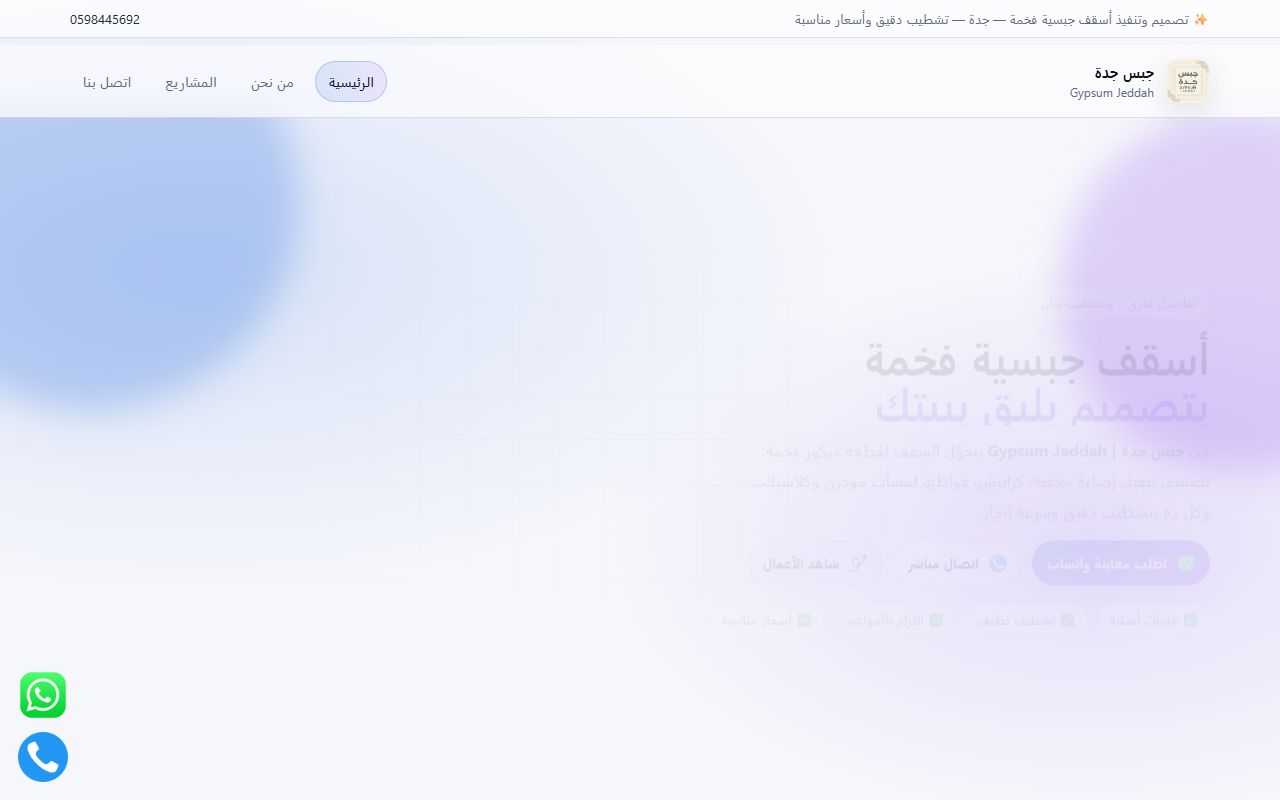 ✨ تصميم وتنفيذ أسقف جبسية فخمة — جدة — تشطيب دقيق وأسعار مناسبة
0598445692
جبس جدة
Gypsum Jeddah
الرئيسية
من نحن
المشاريع
اتصل بنا
تفاصيل تفرق... وتشطيب يبان
أسقف جبسية فخمة
بتصميم يليق ببيتك
في جبس جدة | Gypsum Jeddah بنحوّل السقف لقطعة ديكور فخمة:
تصميم، تنفيذ، إضاءة مخفية، كرانيش، قواطع، لمسات مودرن وكلاسيك...
وكل ده بتشطيب دقيق وسرعة إنجاز.
اطلب معاينة واتساب
اتصال مباشر
شاهد الأعمال
✅ خامات أصلية
✅ تشطيب نظيف
✅ التزام بالمواعيد
✅ أسعار مناسبة